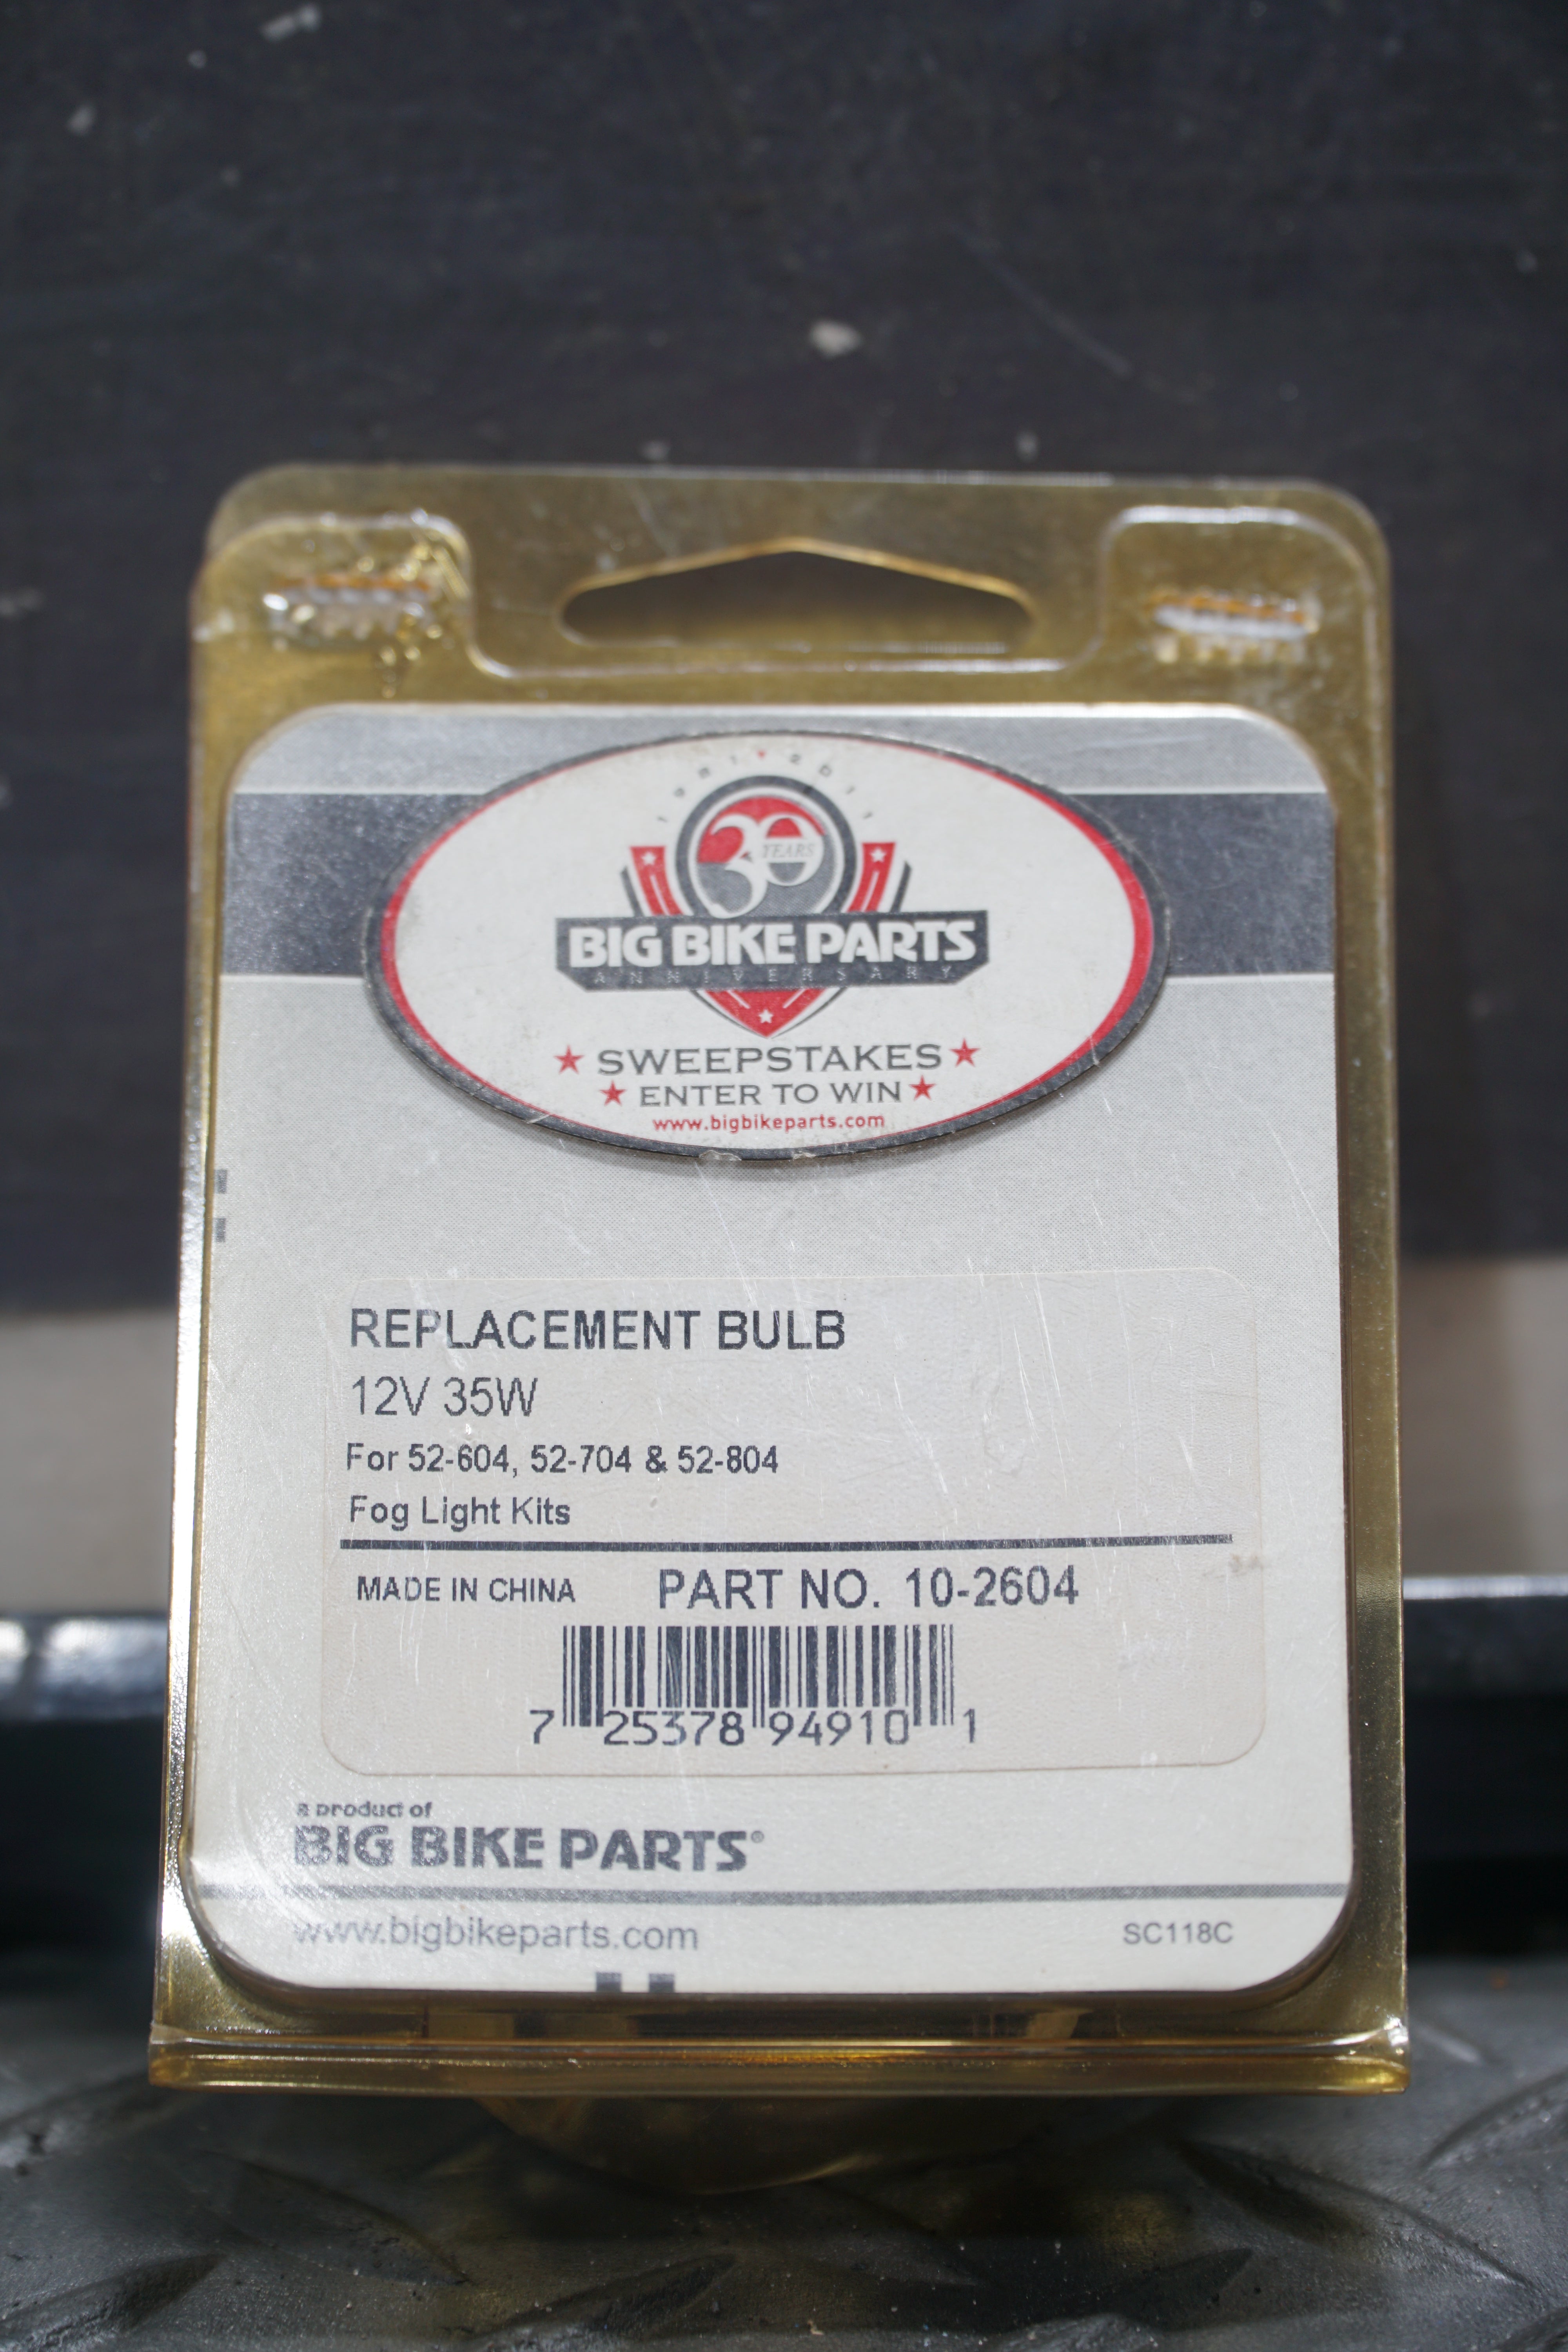 1981 ★ 2011
30
YEARS
BIG BIKE PARTS
ANNIVERSARY
★ SWEEPSTAKES ★
★ ENTER TO WIN ★
www.bigbikeparts.com
REPLACEMENT BULB
12V 35W
For 52-604, 52-704 & 52-804
Fog Light Kits
MADE IN CHINA PART NO. 10-2604
7 25378 94910 1
a product of
BIG BIKE PARTS®
www.bigbikeparts.com SC118C